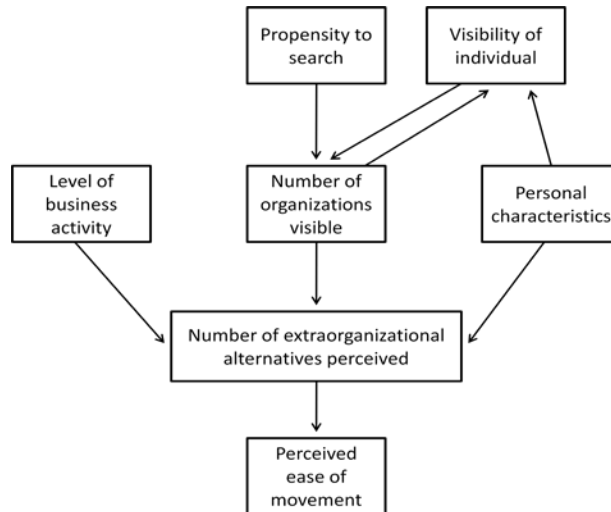 Propensity to
search
Visibility of
individual
Level of
business
activity
Number of
organizations
visible
Personal
characteristics
Number of extraorganizational
alternatives perceived
Perceived
ease of
movement